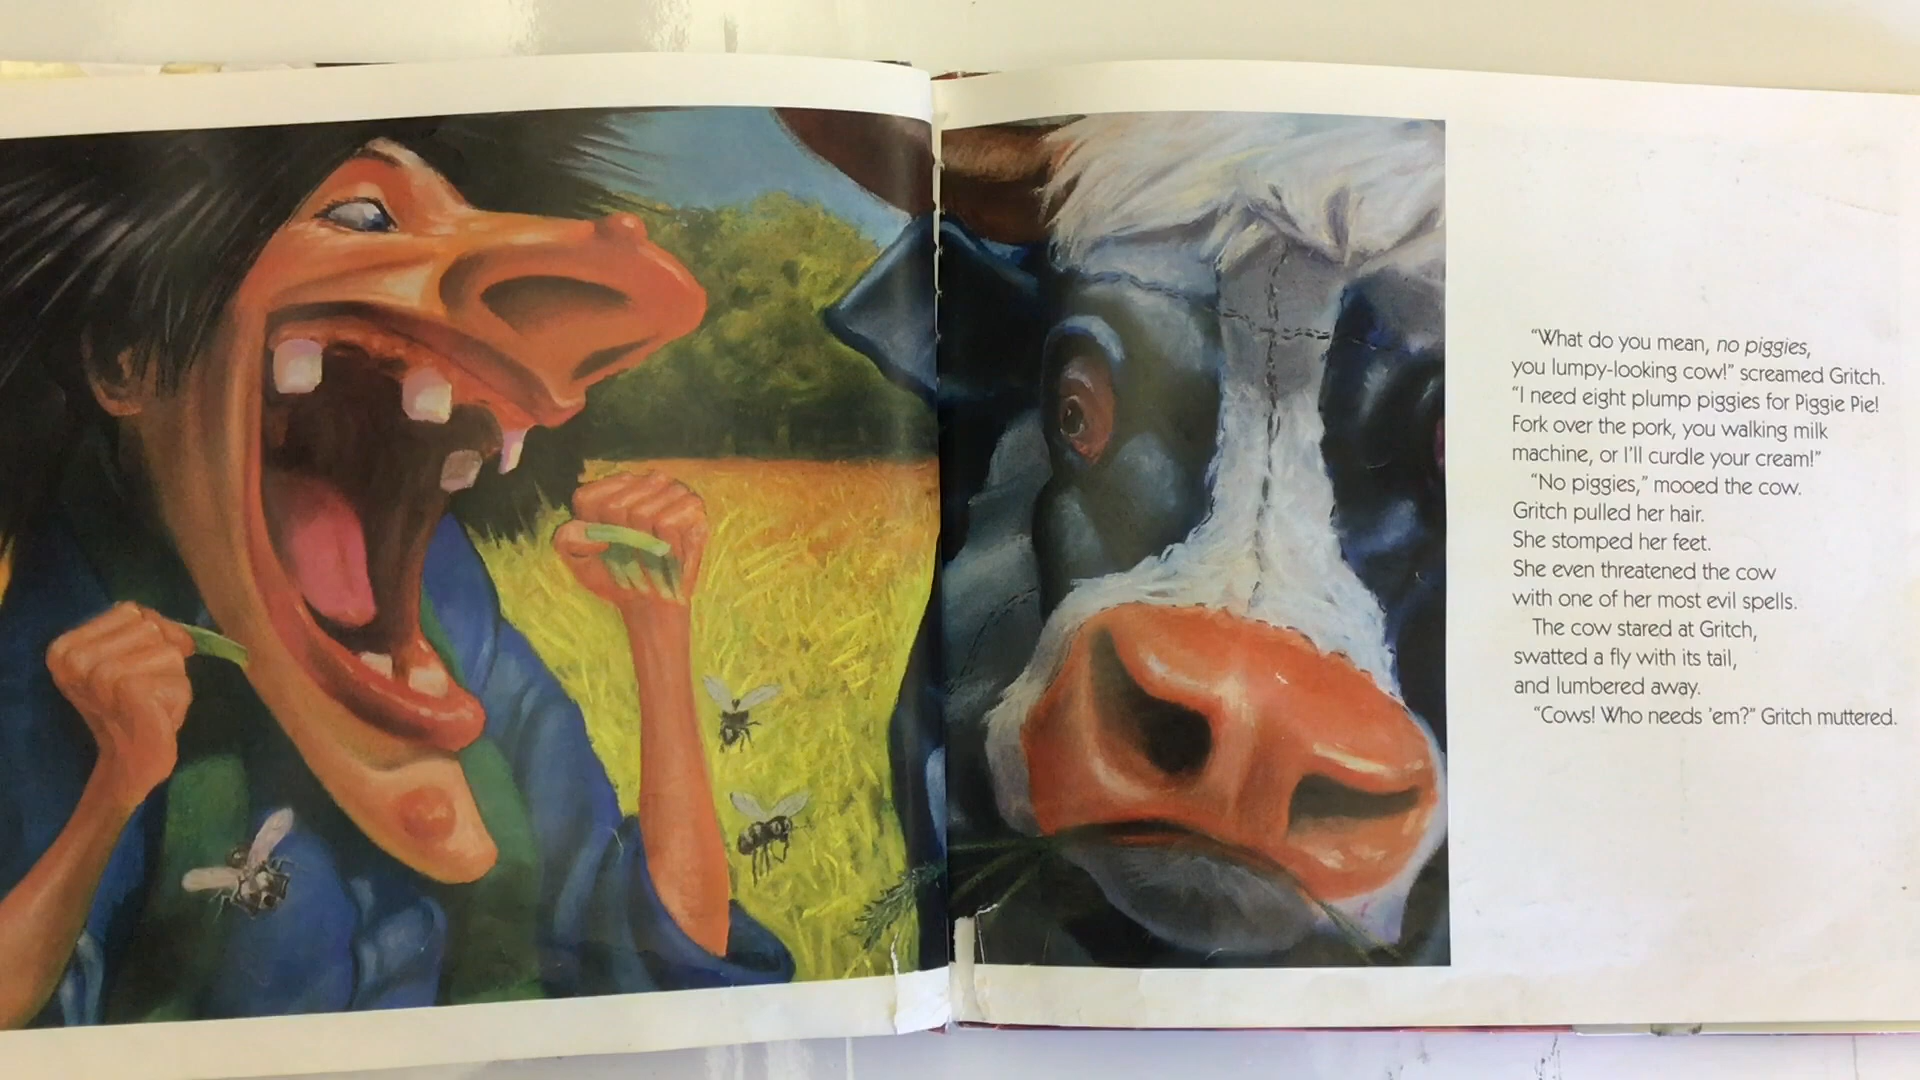 “What do you mean, no piggies,
you lumpy-looking cow!” screamed Gritch.
“I need eight plump piggies for Piggie Pie!
Fork over the pork, you walking milk
machine, or I’ll curdle your cream!”
“No piggies,” mooed the cow.
Gritch pulled her hair.
She stomped her feet.
She even threatened the cow
with one of her most evil spells.
The cow stared at Gritch,
swatted a fly with its tail,
and lumbered away.
“Cows! Who needs ’em?” Gritch muttered.